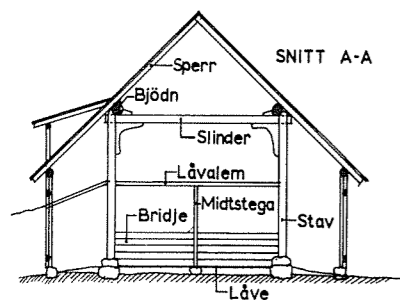 SNITT A-A
Sperr
Bjödn
Slinder
Låvalem
Midtstega
Bridje
Stav
Låve